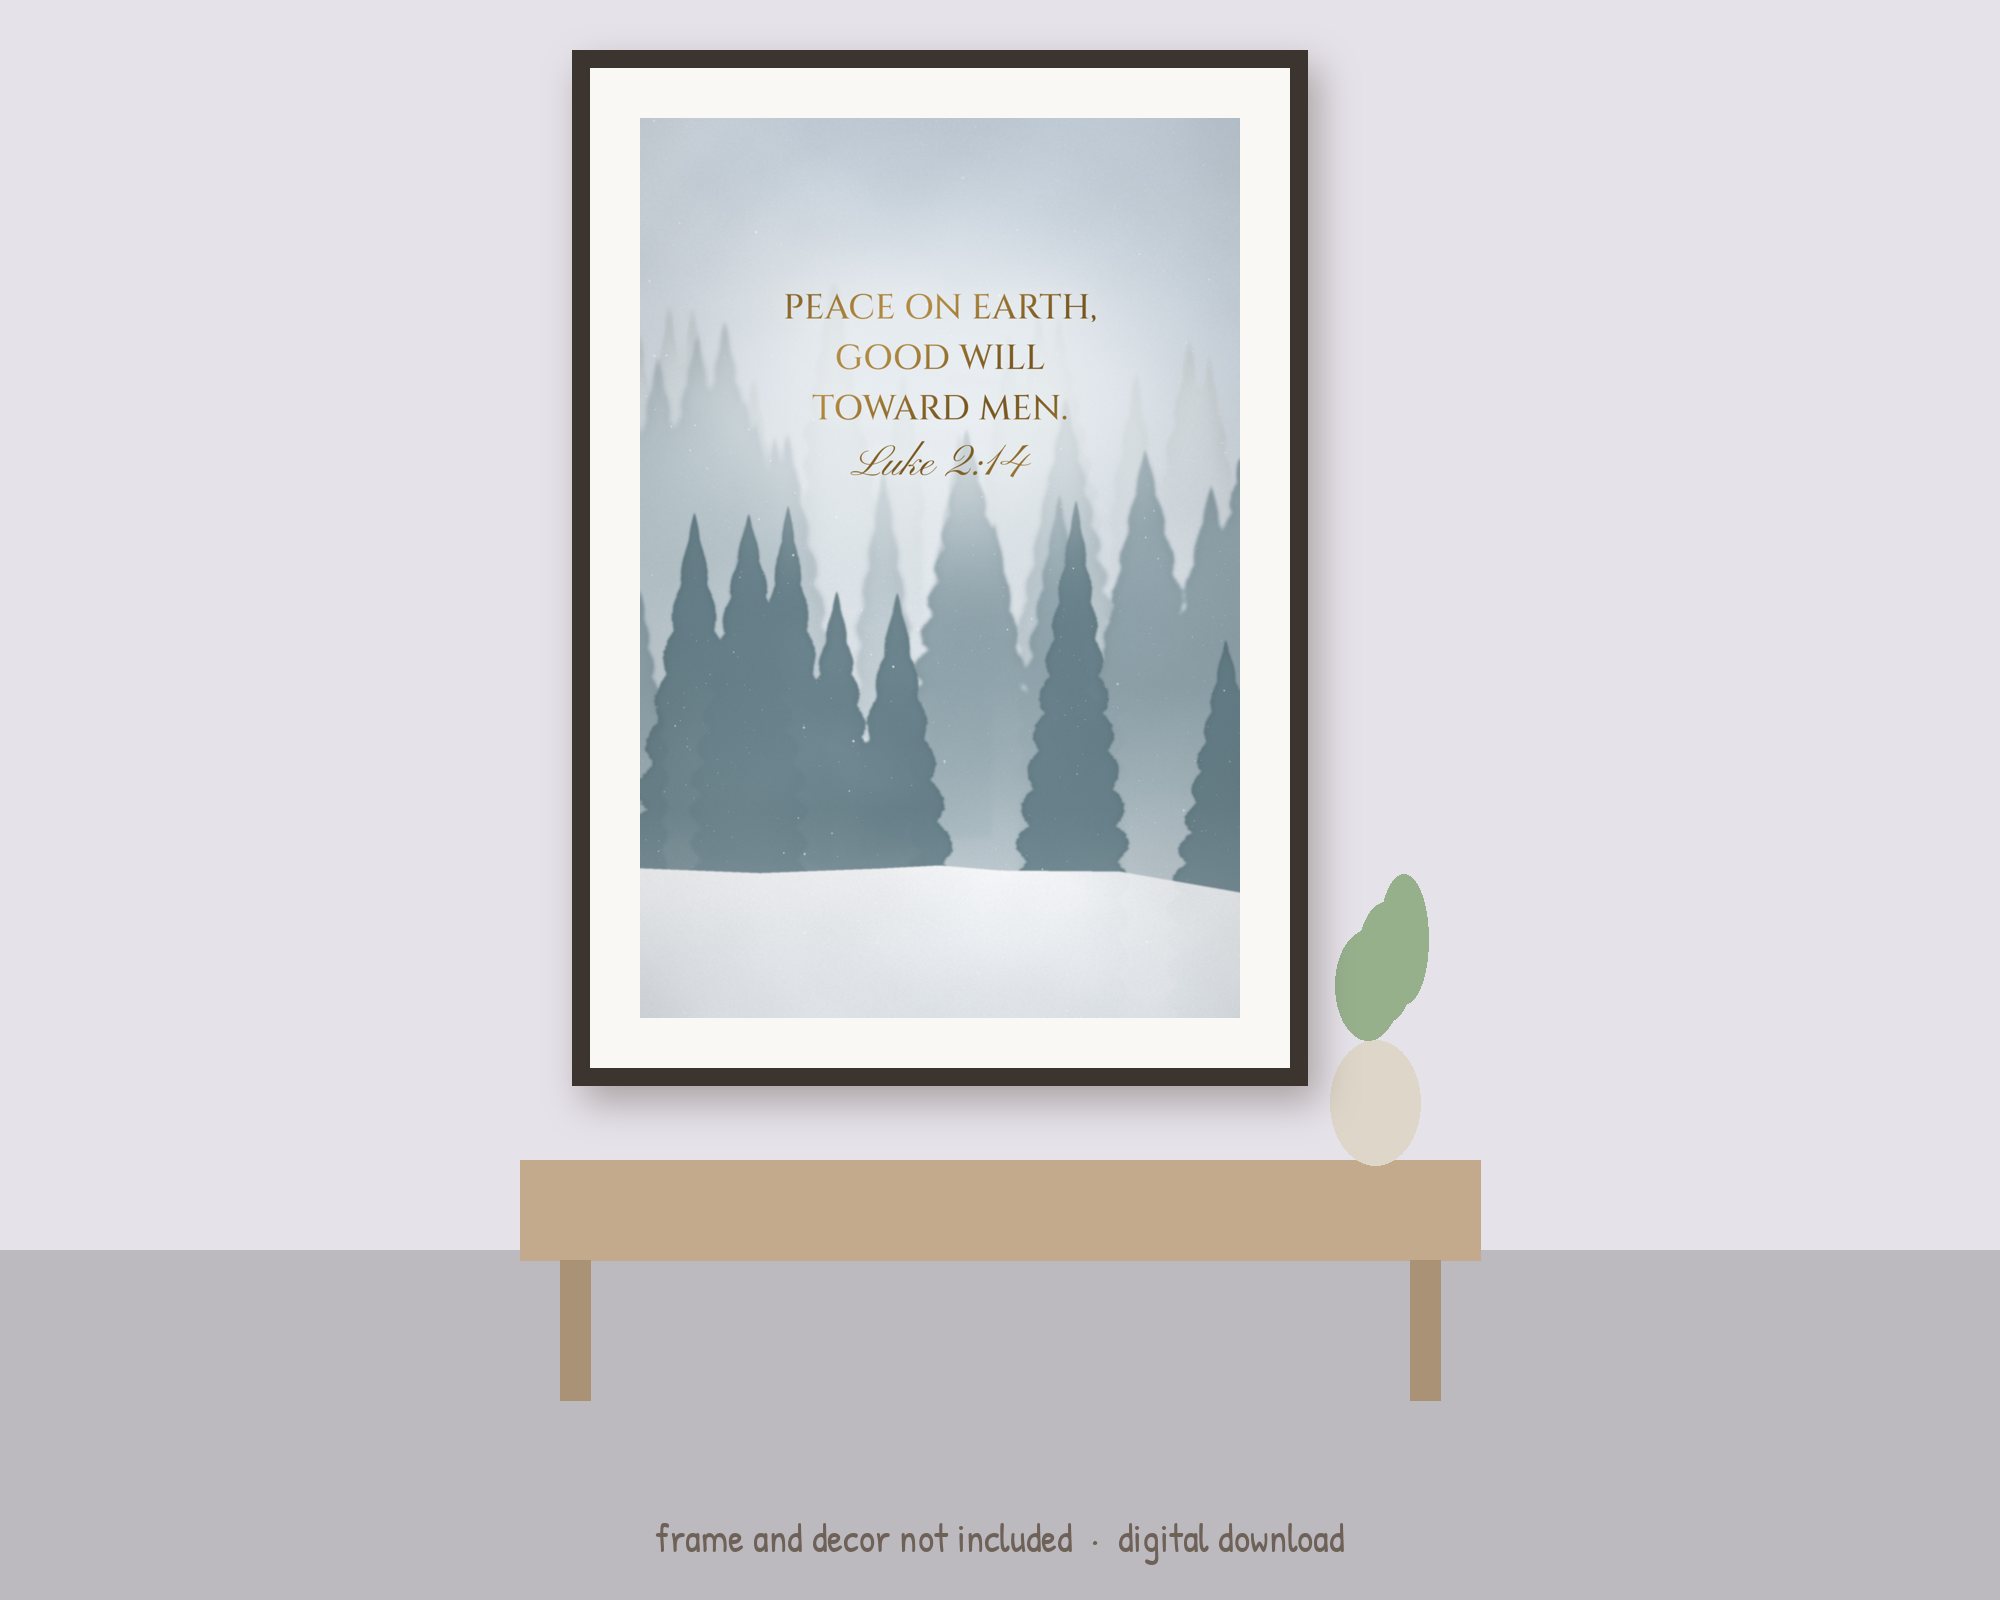 PEACE ON EARTH,
GOOD WILL
TOWARD MEN.
Luke 2:14
frame and decor not included · digital download